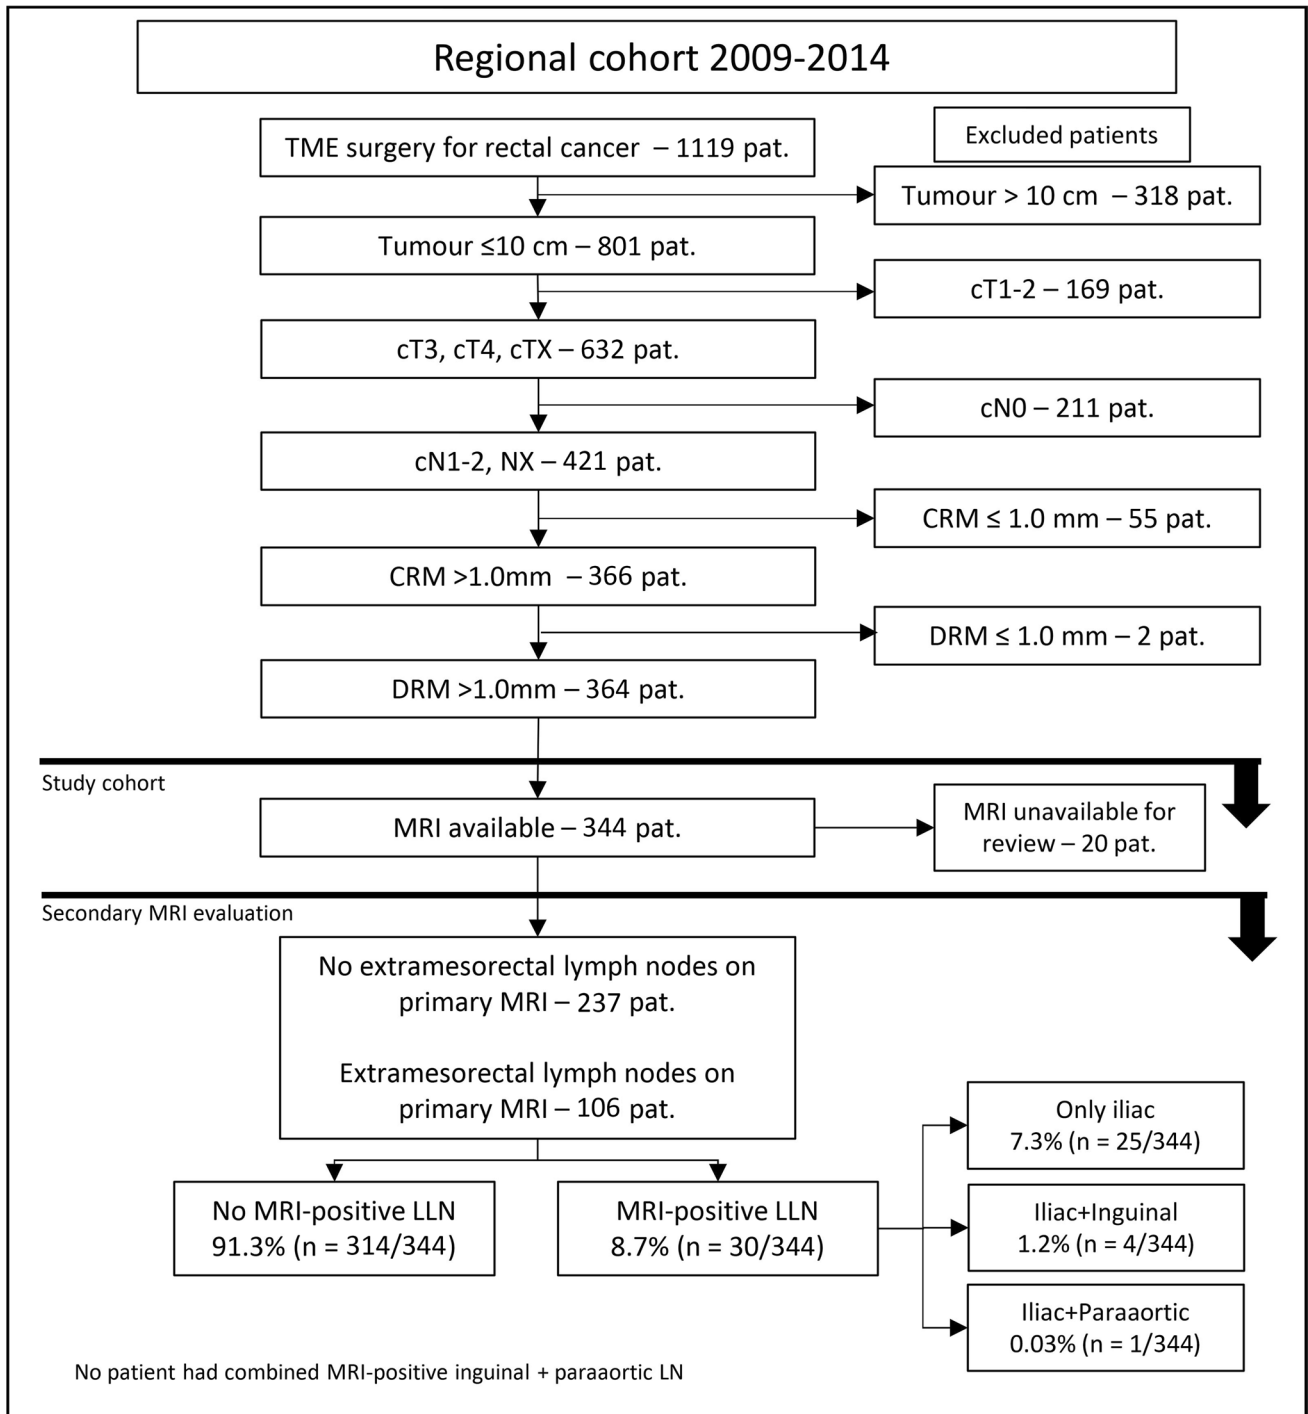 Regional cohort 2009-2014
TME surgery for rectal cancer – 1119 pat.
Excluded patients
Tumour > 10 cm – 318 pat.
Tumour ≤10 cm – 801 pat.
cT1-2 – 169 pat.
cT3, cT4, cTX – 632 pat.
cN0 – 211 pat.
cN1-2, NX – 421 pat.
CRM ≤ 1.0 mm – 55 pat.
CRM >1.0mm – 366 pat.
DRM ≤ 1.0 mm – 2 pat.
DRM >1.0mm – 364 pat.
Study cohort
MRI available – 344 pat.
MRI unavailable for
review – 20 pat.
Secondary MRI evaluation
No extramesorectal lymph nodes on
primary MRI – 237 pat.
Extramesorectal lymph nodes on
primary MRI – 106 pat.
No MRI-positive LLN
91.3% (n = 314/344)
MRI-positive LLN
8.7% (n = 30/344)
Only iliac
7.3% (n = 25/344)
Iliac+Inguinal
1.2% (n = 4/344)
Iliac+Paraaortic
0.03% (n = 1/344)
No patient had combined MRI-positive inguinal + paraaortic LN